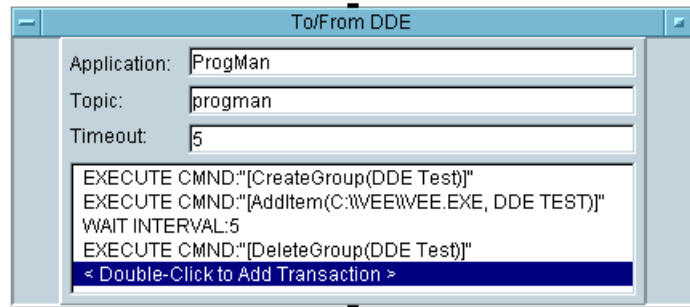 To/From DDE
Application: ProgMan
Topic: progman
Timeout: 5
EXECUTE CMND:"[CreateGroup(DDE Test)]"
EXECUTE CMND:"[AddItem(C:\\VEE\\VEE.EXE, DDE TEST)]"
WAIT INTERVAL:5
EXECUTE CMND:"[DeleteGroup(DDE Test)]"
< Double-Click to Add Transaction >